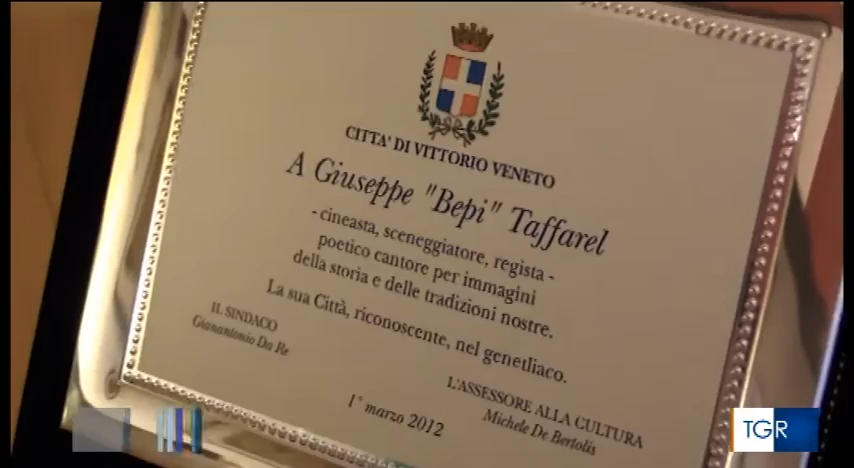 CITTA' DI VITTORIO VENETO
A Giuseppe "Bepi" Taffarel
- cineasta, sceneggiatore, regista -
poetico cantore per immagini
della storia e delle tradizioni nostre.
La sua Città, riconoscente, nel genetliaco.
IL SINDACO
Gianantonio Da Re
1° marzo 2012
L'ASSESSORE ALLA CULTURA
Michele De Bertolis
TGR